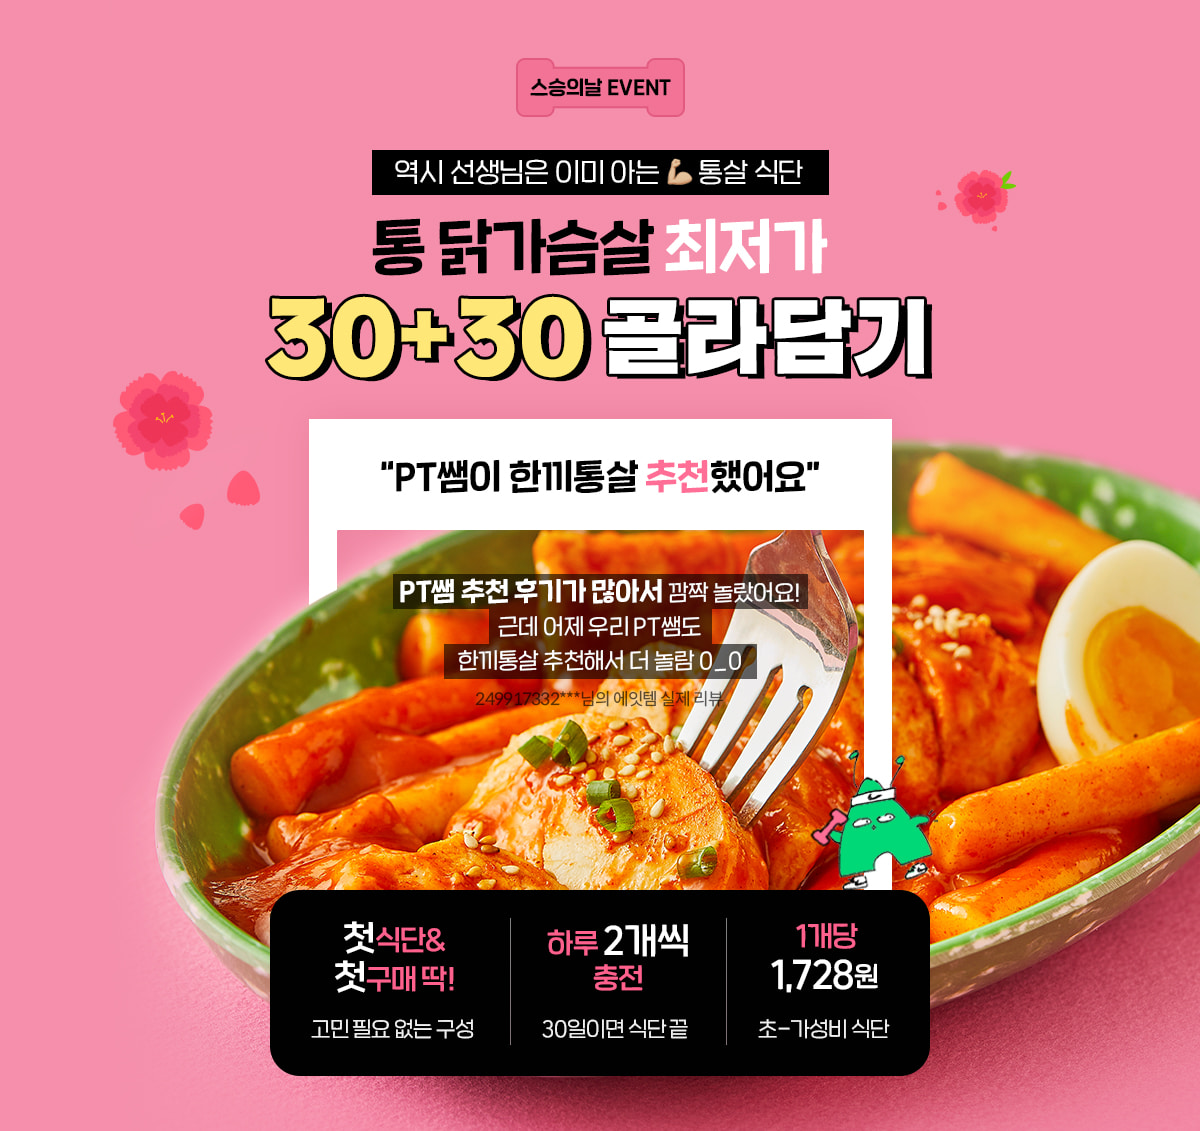 스승의날 EVENT
역시 선생님은 이미 아는 💪🏼 통살 식단
통 닭가슴살 최저가
30+30 골라담기
“PT쌤이 한끼통살 추천했어요”
PT쌤 추천 후기가 많아서 깜짝 놀랐어요!
근데 어제 우리 PT쌤도
한끼통살 추천해서 더 놀람 0_0
249917332***님의 에잇템 실제 리뷰
첫식단&
첫구매 딱!
고민 필요 없는 구성
하루 2개씩
충전
30일이면 식단 끝
1개당
1,728원
초-가성비 식단